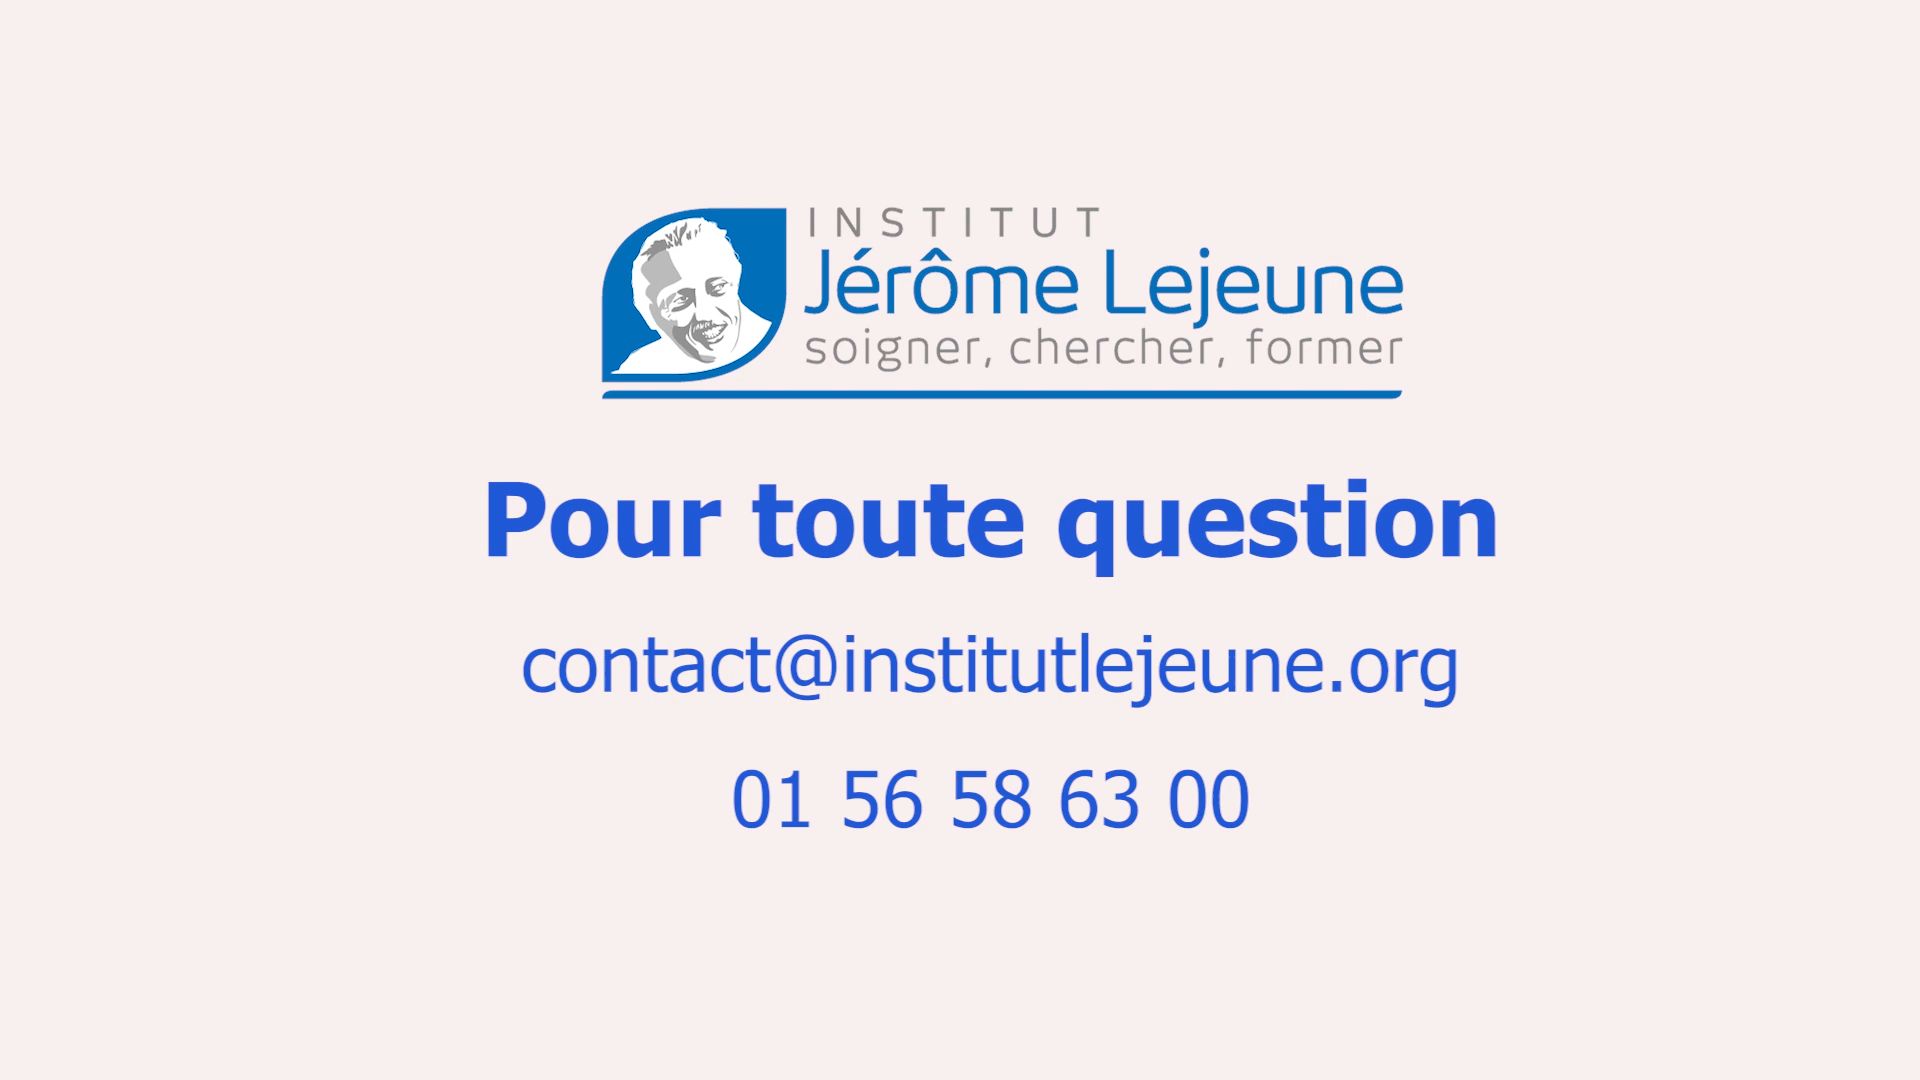 INSTITUT
Jérôme Lejeune
soigner, chercher, former
Pour toute question
contact@institutlejeune.org
01 56 58 63 00